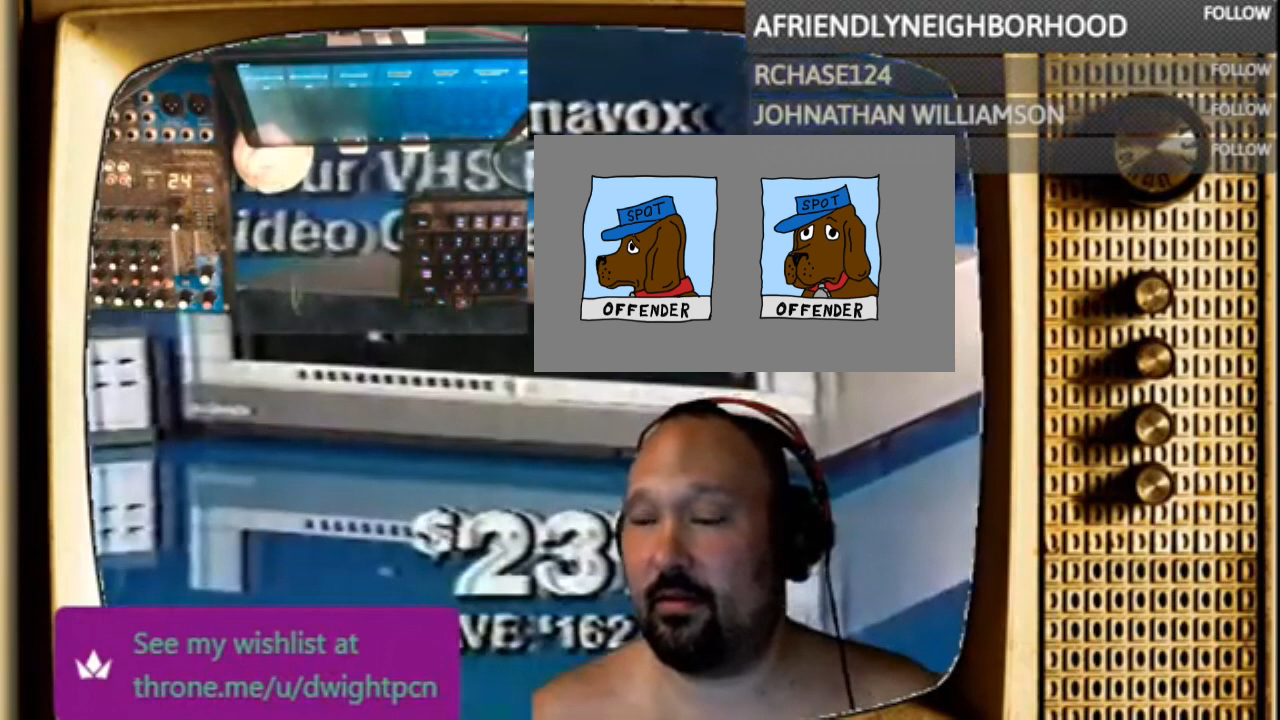 AFRIENDLYNEIGHBORHOOD FOLLOW
RCHASE124 FOLLOW
JOHNATHAN WILLIAMSON FOLLOW
FOLLOW
navox
ur VHS
ideo
24
SPOT
SPOT
OFFENDER
OFFENDER
$23
AVE $162
See my wishlist at
throne.me/u/dwightpcn